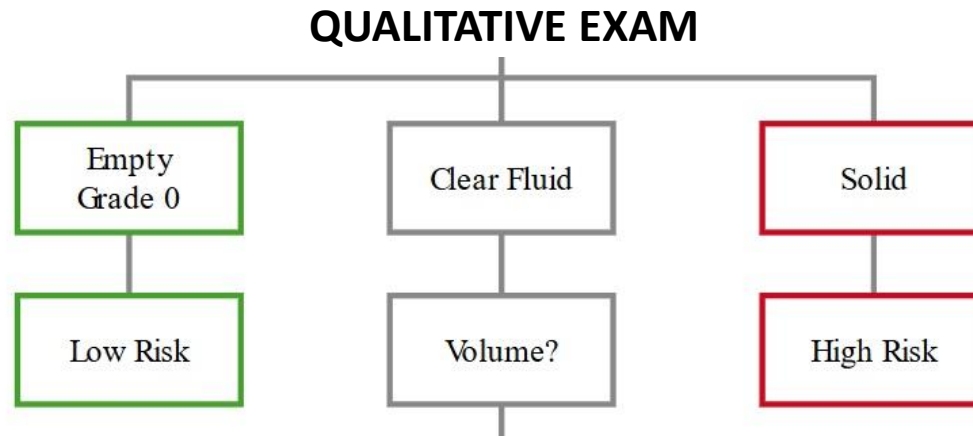 QUALITATIVE EXAM
Empty
Grade 0
Clear Fluid
Solid
Low Risk
Volume?
High Risk